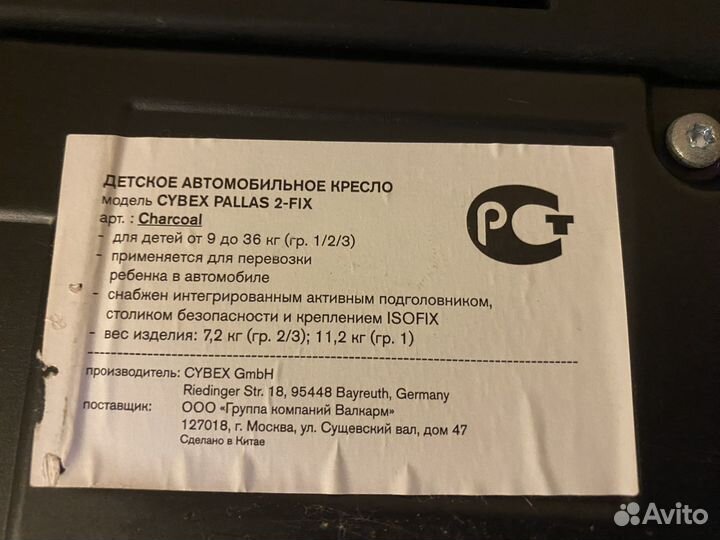 ДЕТСКОЕ АВТОМОБИЛЬНОЕ КРЕСЛО
модель CYBEX PALLAS 2-FIX
арт. : Charcoal
- для детей от 9 до 36 кг (гр. 1/2/3)
- применяется для перевозки
ребенка в автомобиле
- снабжен интегрированным активным подголовником,
столиком безопасности и креплением ISOFIX
- вес изделия: 7,2 кг (гр. 2/3); 11,2 кг (гр. 1)
производитель: CYBEX GmbH
Riedinger Str. 18, 95448 Bayreuth, Germany
поставщик: ООО «Группа компаний Валкарм»
127018, г. Москва, ул. Сущевский вал, дом 47
Сделано в Китае
РСТ
Avito